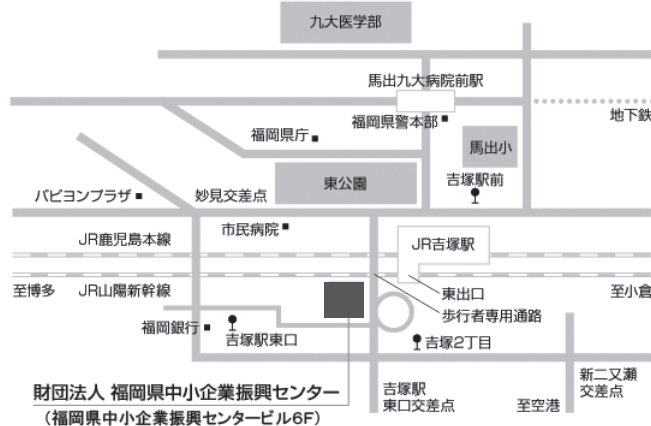 九大医学部
馬出九大病院前駅
地下鉄
福岡県警本部
福岡県庁
馬出小
東公園
吉塚駅前
パピヨンプラザ
妙見交差点
市民病院
JR鹿児島本線
JR吉塚駅
至博多
JR山陽新幹線
東出口
至小倉
歩行者専用通路
福岡銀行
吉塚駅東口
吉塚2丁目
財団法人 福岡県中小企業振興センター
(福岡県中小企業振興センタービル6F)
吉塚駅
東口交差点
至空港
新二又瀬
交差点